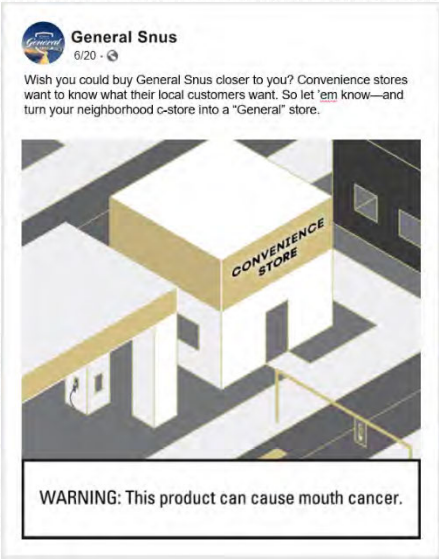 General
General Snus
6/20 ·
Wish you could buy General Snus closer to you? Convenience stores
want to know what their local customers want. So let 'em know—and
turn your neighborhood c-store into a “General” store.
CONVENIENCE
STORE
WARNING: This product can cause mouth cancer.